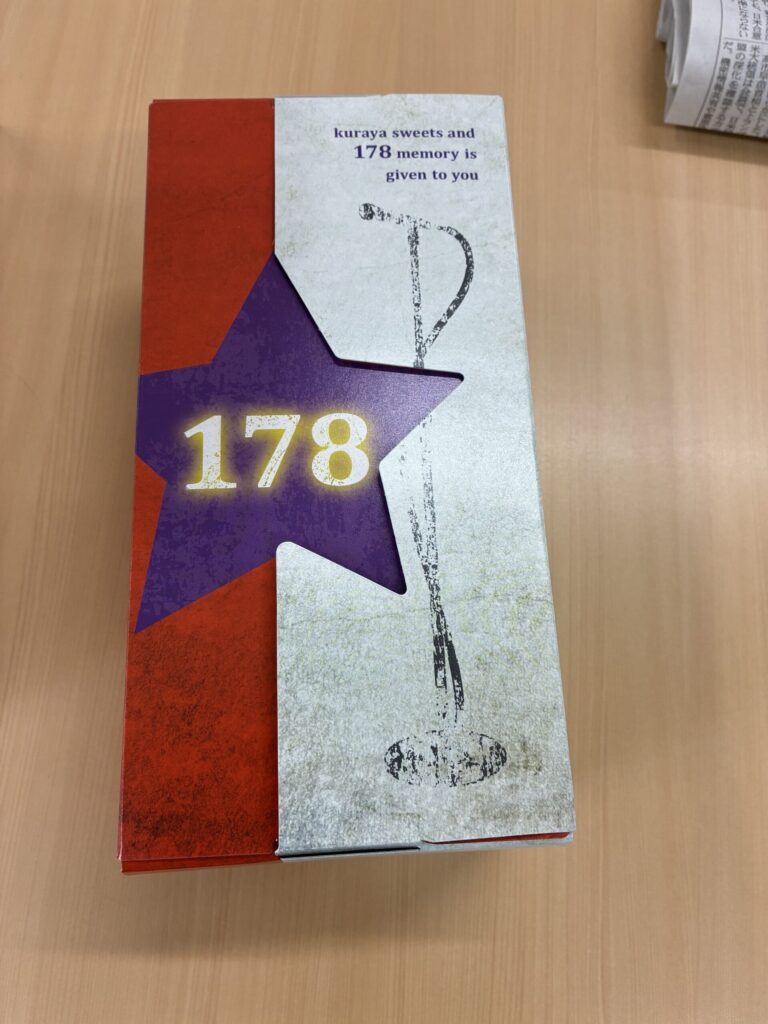 kuraya sweets and
178 memory is
given to you
178